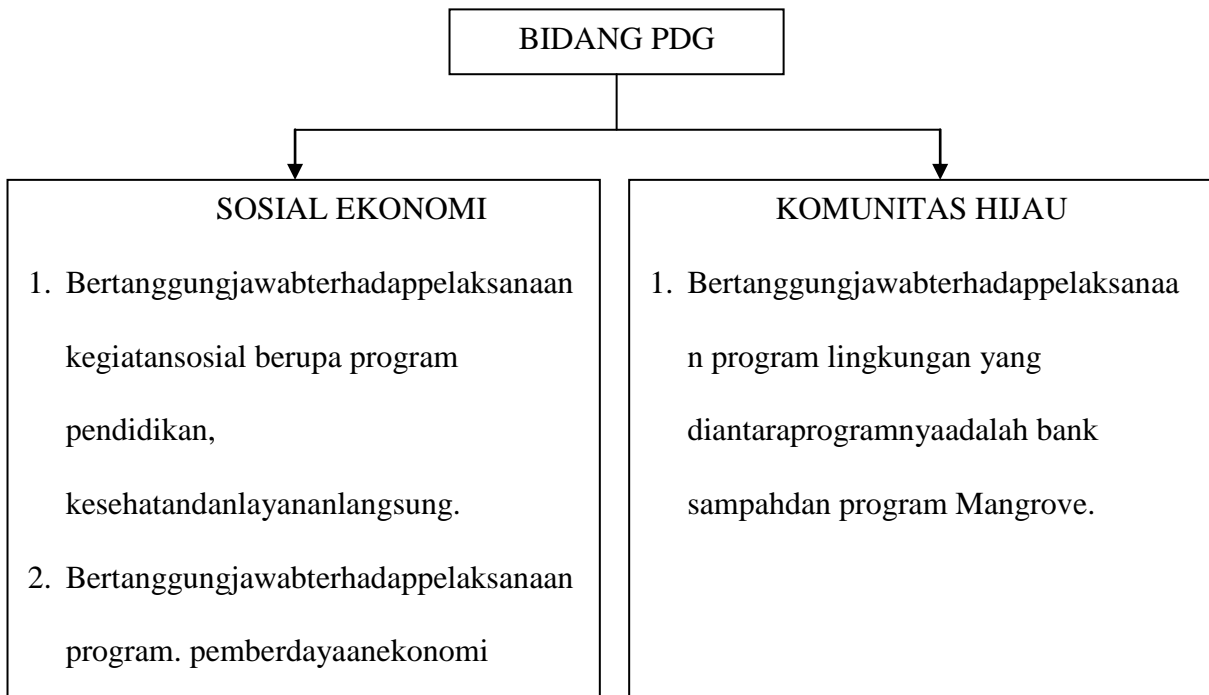 BIDANG PDG
SOSIAL EKONOMI
1. Bertanggungjawabterhadappelaksanaan
kegiatansosial berupa program
pendidikan,
kesehatandanlayananlangsung.
2. Bertanggungjawabterhadappelaksanaan
program. pemberdayaanekonomi
KOMUNITAS HIJAU
1. Bertanggungjawabterhadappelaksanaa
n program lingkungan yang
diantaraprogramnyaadalah bank
sampahdan program Mangrove.